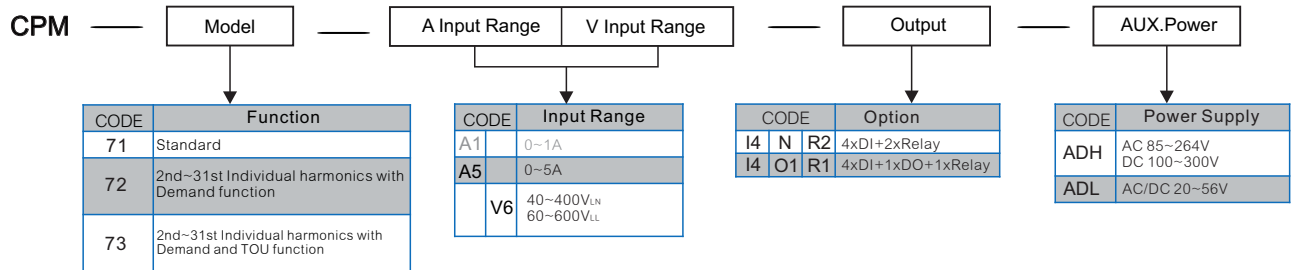 CPM — Model — A Input Range V Input Range — Output — AUX.Power
CODE Function
71 Standard
72 2nd~31st Individual harmonics with
Demand function
73 2nd~31st Individual harmonics with
Demand and TOU function
CODE Input Range
A1 0~1A
A5 0~5A
V6 40~400VLN
60~600VLL
CODE Option
I4 N R2 4xDI+2xRelay
I4 O1 R1 4xDI+1xDO+1xRelay
CODE Power Supply
ADH AC 85~264V
DC 100~300V
ADL AC/DC 20~56V